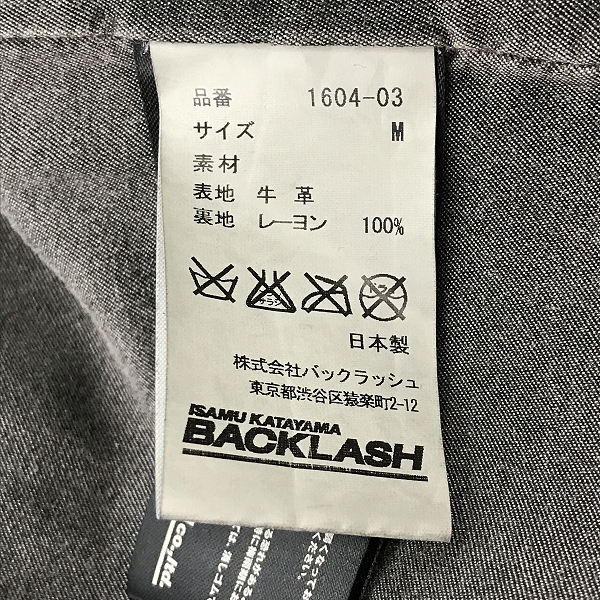 品番 1604-03
サイズ M
素材
表地 牛革
裏地 レーヨン 100%
日本製
株式会社バックラッシュ
東京都渋谷区猿楽町2-12
ISAMU KATAYAMA
BACKLASH
co.,ltd.